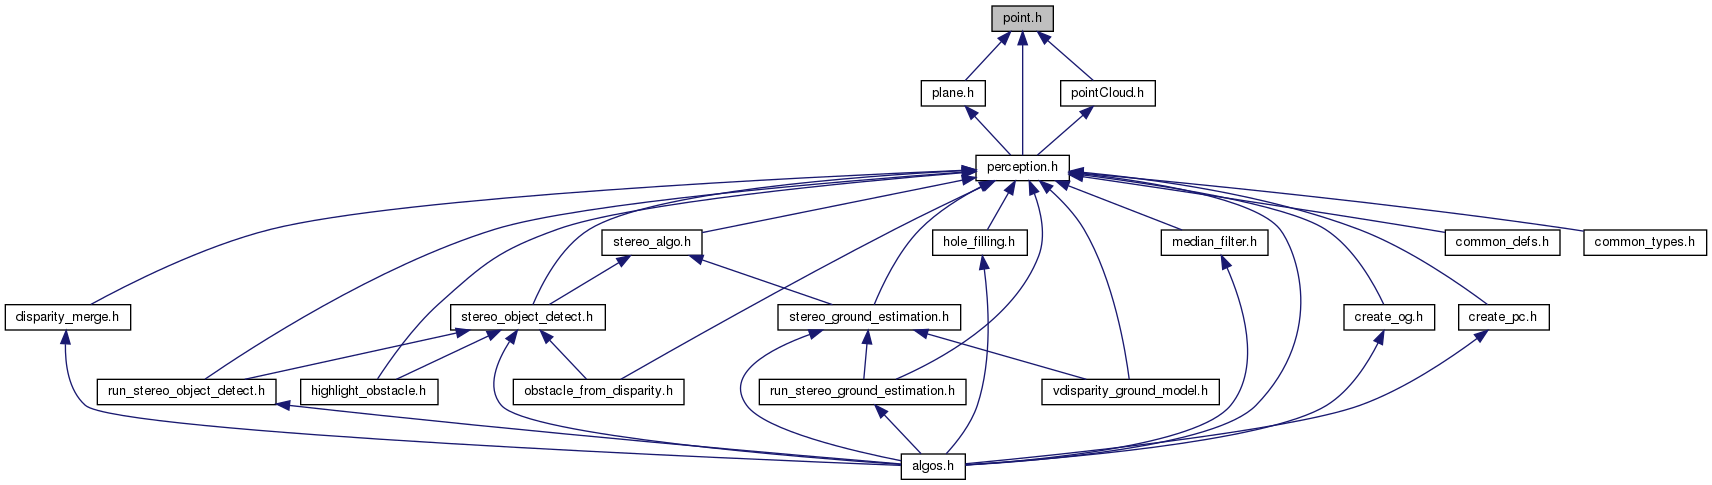 point.h
plane.h
pointCloud.h
perception.h
stereo_algo.h
hole_filling.h
median_filter.h
common_defs.h
common_types.h
disparity_merge.h
stereo_object_detect.h
stereo_ground_estimation.h
create_og.h
create_pc.h
run_stereo_object_detect.h
highlight_obstacle.h
obstacle_from_disparity.h
run_stereo_ground_estimation.h
vdisparity_ground_model.h
algos.h